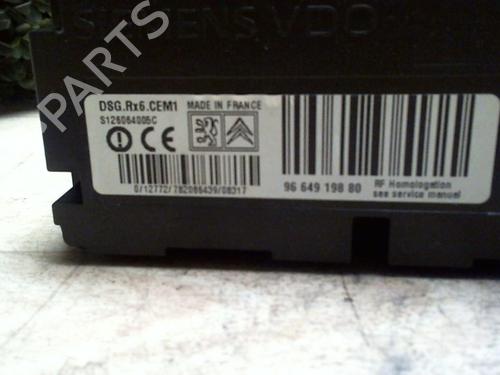 SIEMENS VDO
DSG.Rx6.CEM1 MADE IN FRANCE
S126064005C
CE
0/12772/782086439/08317
96 649 198 80
RF Homologation
see service manual
B PARTS